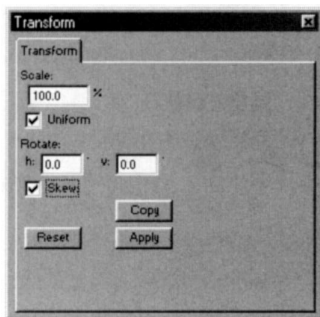 Transform
Transform
Scale:
100.0 %
Uniform
Rotate:
h: 0.0 ° v: 0.0 °
Skew:
Copy
Reset Apply